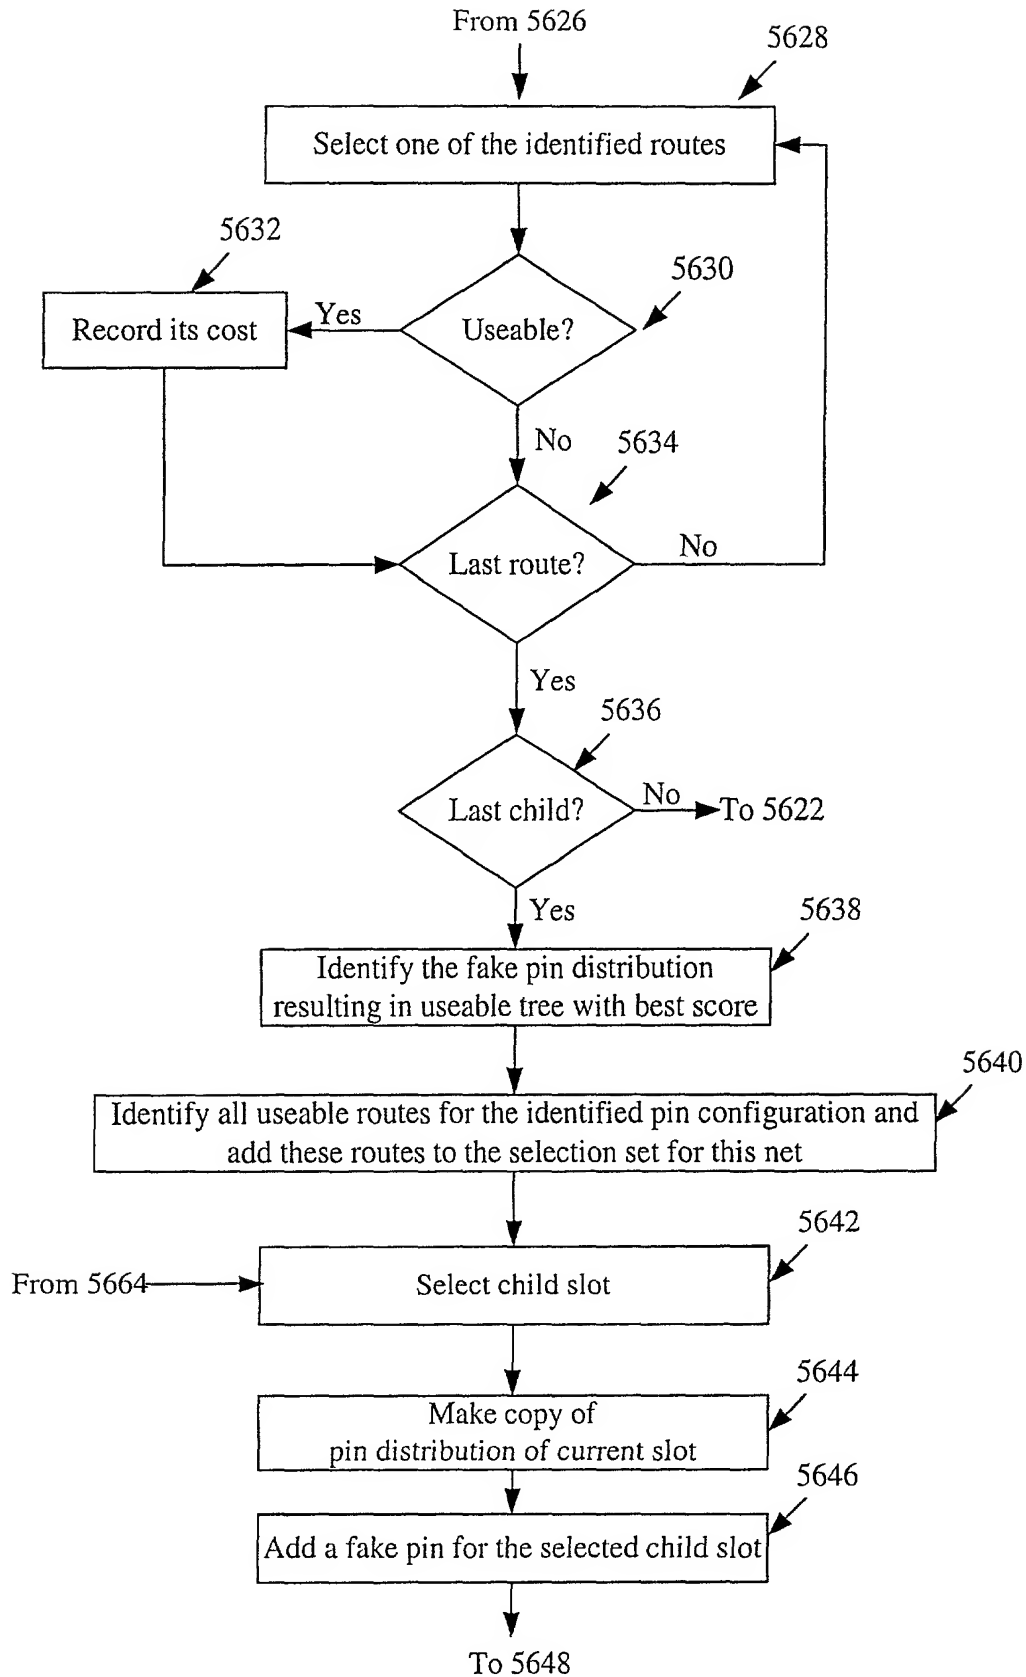 From 5626
5628
Select one of the identified routes
5632
5630
Record its cost
Yes
Useable?
No
5634
Last route?
No
Yes
5636
Last child?
No
To 5622
Yes
5638
Identify the fake pin distribution
resulting in useable tree with best score
5640
Identify all useable routes for the identified pin configuration and
add these routes to the selection set for this net
5642
From 5664
Select child slot
5644
Make copy of
pin distribution of current slot
5646
Add a fake pin for the selected child slot
To 5648